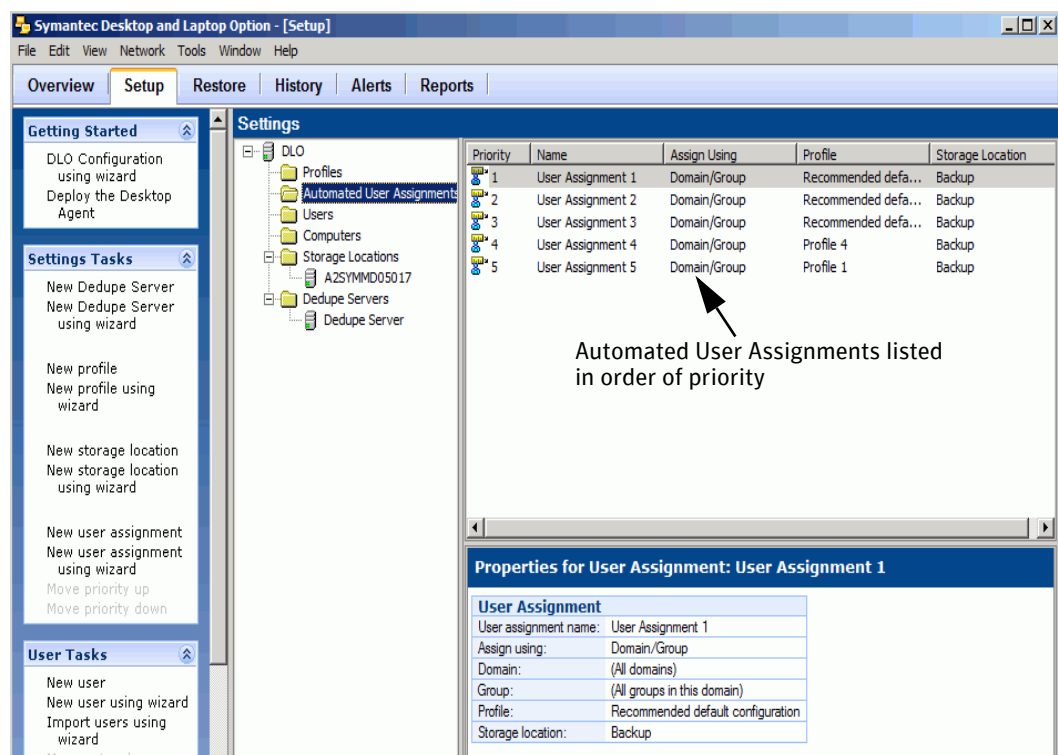 Symantec Desktop and Laptop Option - [Setup]
File Edit View Network Tools Window Help
Overview Setup Restore History Alerts Reports
Getting Started
DLO Configuration
using wizard
Deploy the Desktop
Agent
Settings Tasks
New Dedupe Server
New Dedupe Server
using wizard
New profile
New profile using
wizard
New storage location
New storage location
using wizard
New user assignment
New user assignment
using wizard
Move priority up
Move priority down
User Tasks
New user
New user using wizard
Import users using
wizard
Settings
DLO
Profiles
Automated User Assignments
Users
Computers
Storage Locations
A2SYMMD05017
Dedupe Servers
Dedupe Server
Priority Name Assign Using Profile Storage Location
1 User Assignment 1 Domain/Group Recommended defa... Backup
2 User Assignment 2 Domain/Group Recommended defa... Backup
3 User Assignment 3 Domain/Group Recommended defa... Backup
4 User Assignment 4 Domain/Group Profile 4 Backup
5 User Assignment 5 Domain/Group Profile 1 Backup
Automated User Assignments listed
in order of priority
Properties for User Assignment: User Assignment 1
User Assignment
User assignment name: User Assignment 1
Assign using: Domain/Group
Domain: (All domains)
Group: (All groups in this domain)
Profile: Recommended default configuration
Storage location: Backup